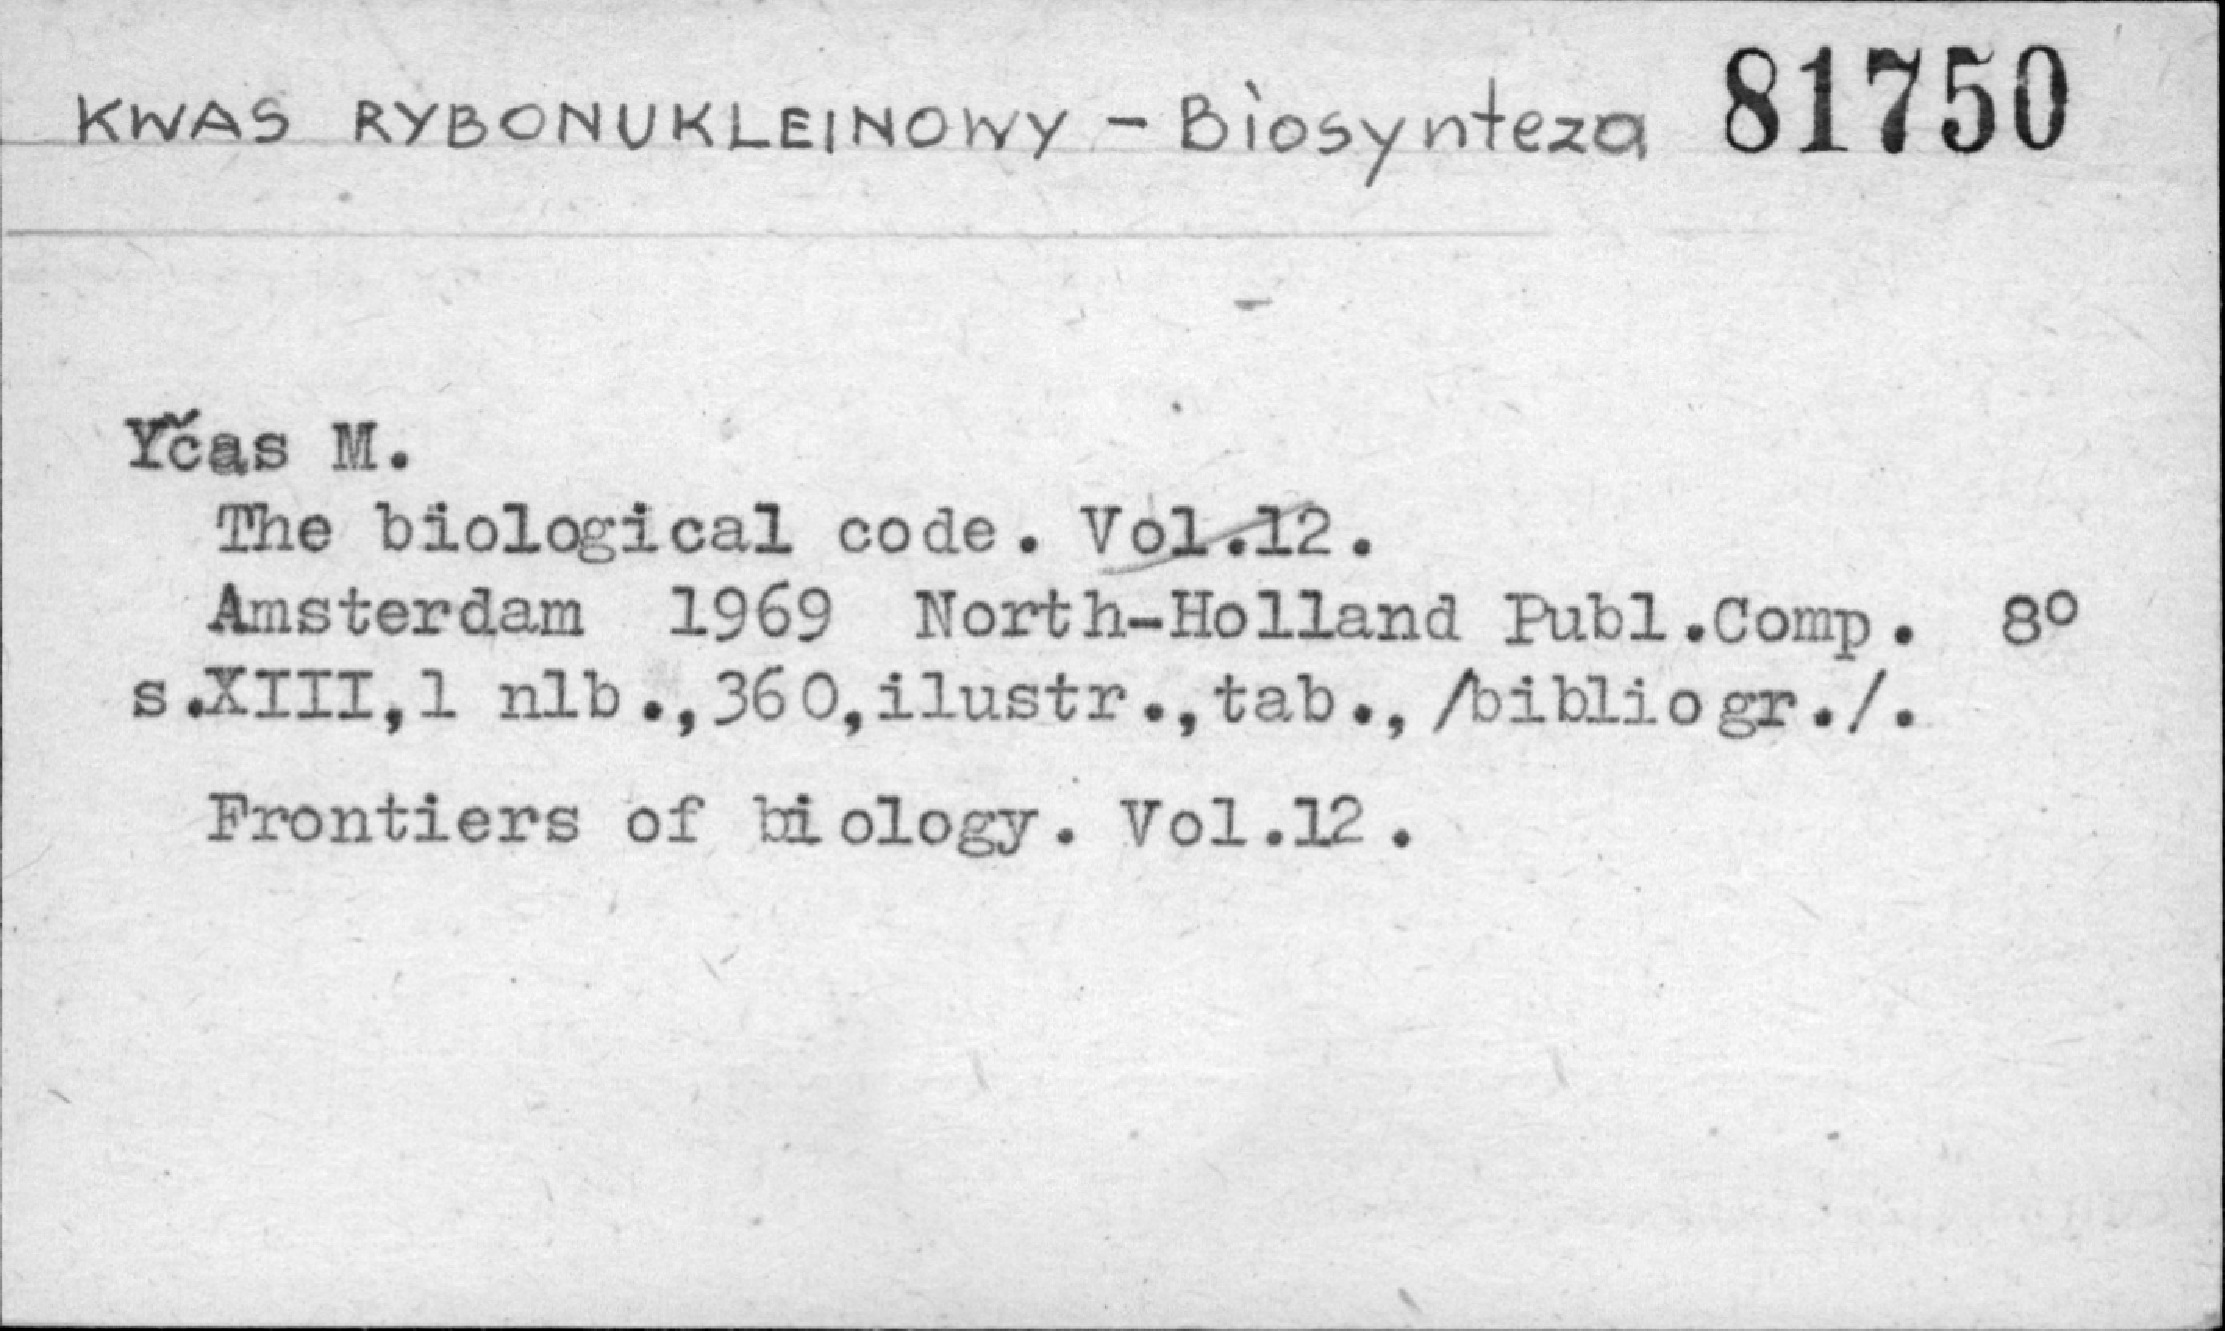 KWAS RYBONUKLEINOWY - Biosynteza 81750
Yčas M.
The biological code. Vol.12.
Amsterdam 1969 North-Holland Publ.Comp. 8º
s.XIII,1 nlb.,360,ilustr.,tab.,/bibliogr./.
Frontiers of biology. Vol.12.